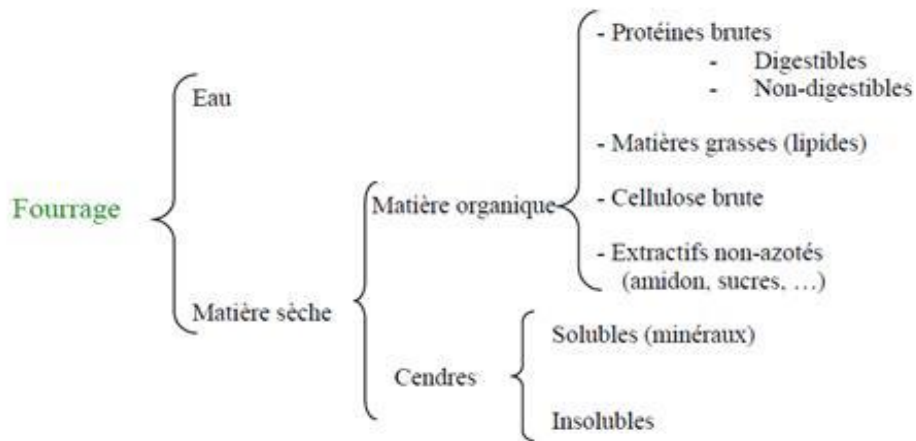 - Protéines brutes
- Digestibles
- Non-digestibles
Eau
- Matières grasses (lipides)
Fourrage
Matière organique
- Cellulose brute
- Extractifs non-azotés
(amidon, sucres, …)
Matière sèche
Solubles (minéraux)
Cendres
Insolubles